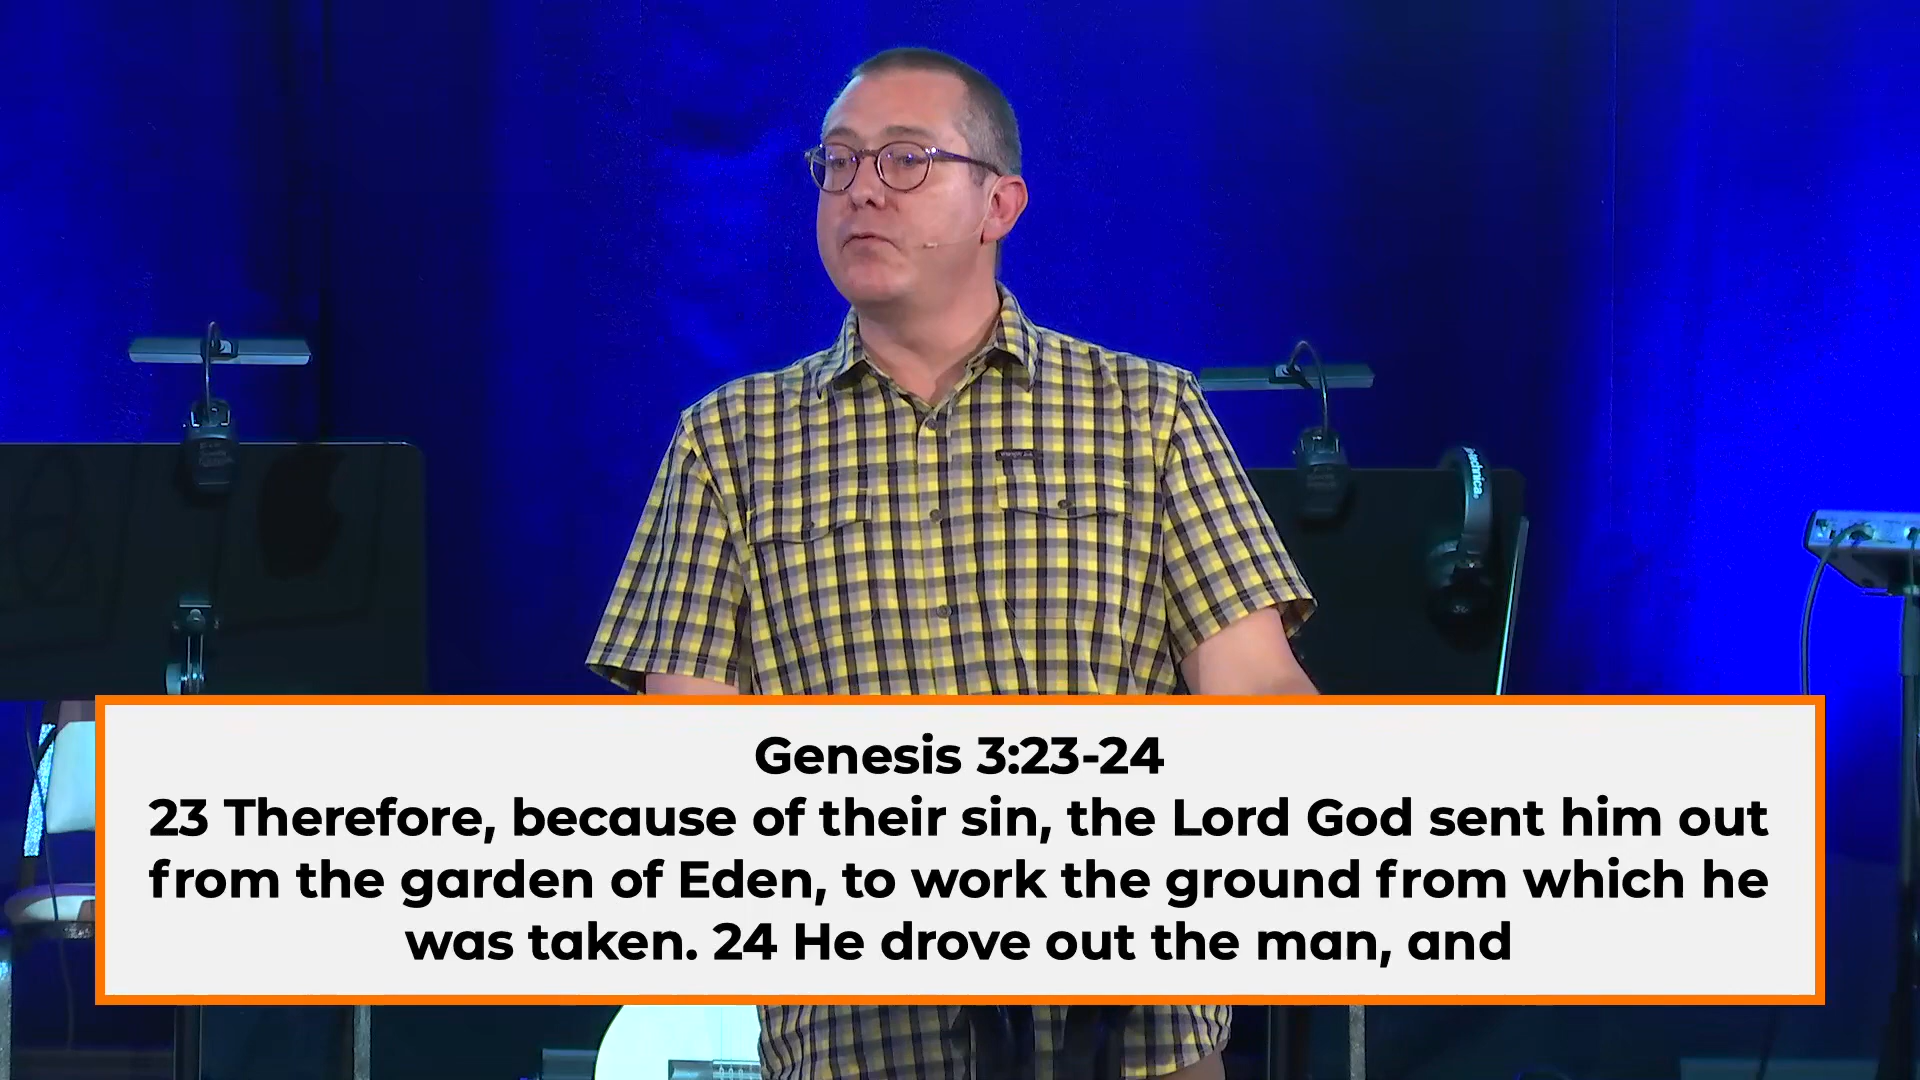 Genesis 3:23-24
23 Therefore, because of their sin, the Lord God sent him out
from the garden of Eden, to work the ground from which he
was taken. 24 He drove out the man, and
technica